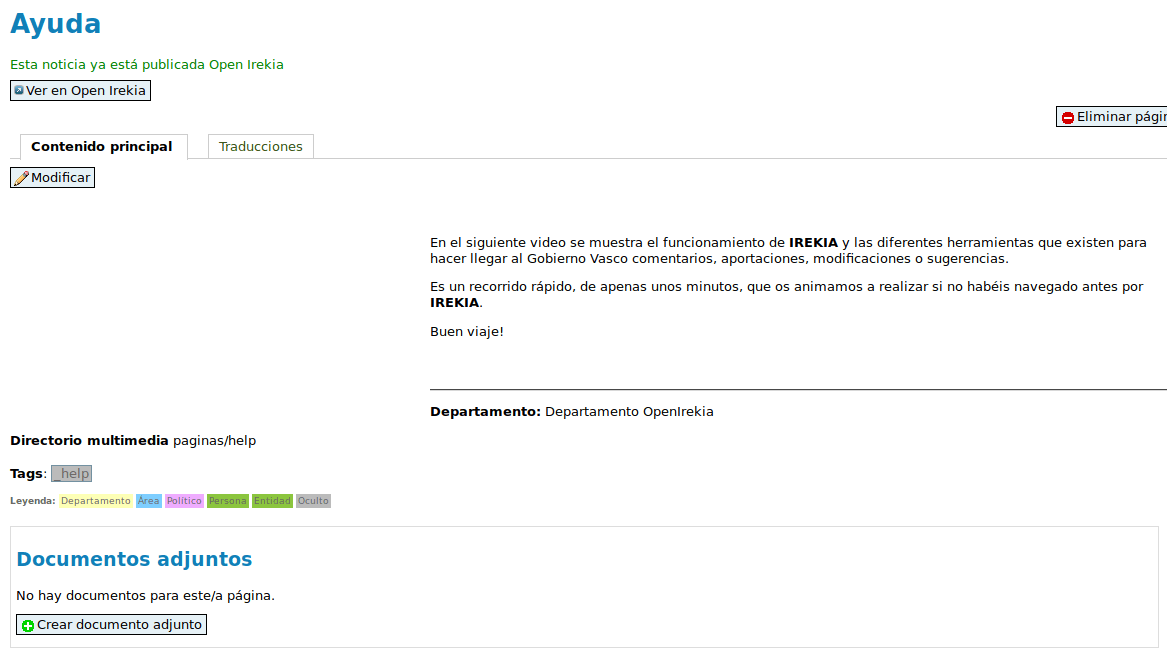 Ayuda
Esta noticia ya está publicada Open Irekia
Ver en Open Irekia
Eliminar págin
Contenido principal
Traducciones
Modificar
En el siguiente video se muestra el funcionamiento de IREKIA y las diferentes herramientas que existen para
hacer llegar al Gobierno Vasco comentarios, aportaciones, modificaciones o sugerencias.
Es un recorrido rápido, de apenas unos minutos, que os animamos a realizar si no habéis navegado antes por
IREKIA.
Buen viaje!
Departamento: Departamento OpenIrekia
Directorio multimedia paginas/help
Tags: _help
Leyenda: Departamento Área Político Persona Entidad Oculto
Documentos adjuntos
No hay documentos para este/a página.
Crear documento adjunto